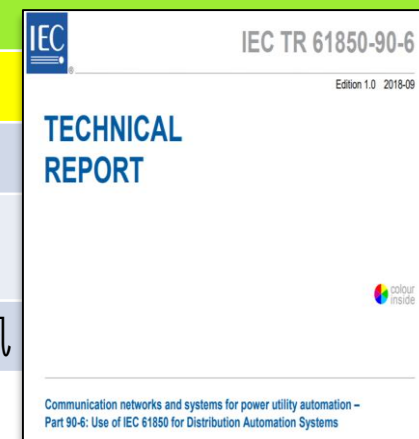 IEC
IEC TR 61850-90-6
Edition 1.0 2018-09
TECHNICAL
REPORT
colour
inside
Communication networks and systems for power utility automation –
Part 90-6: Use of IEC 61850 for Distribution Automation Systems